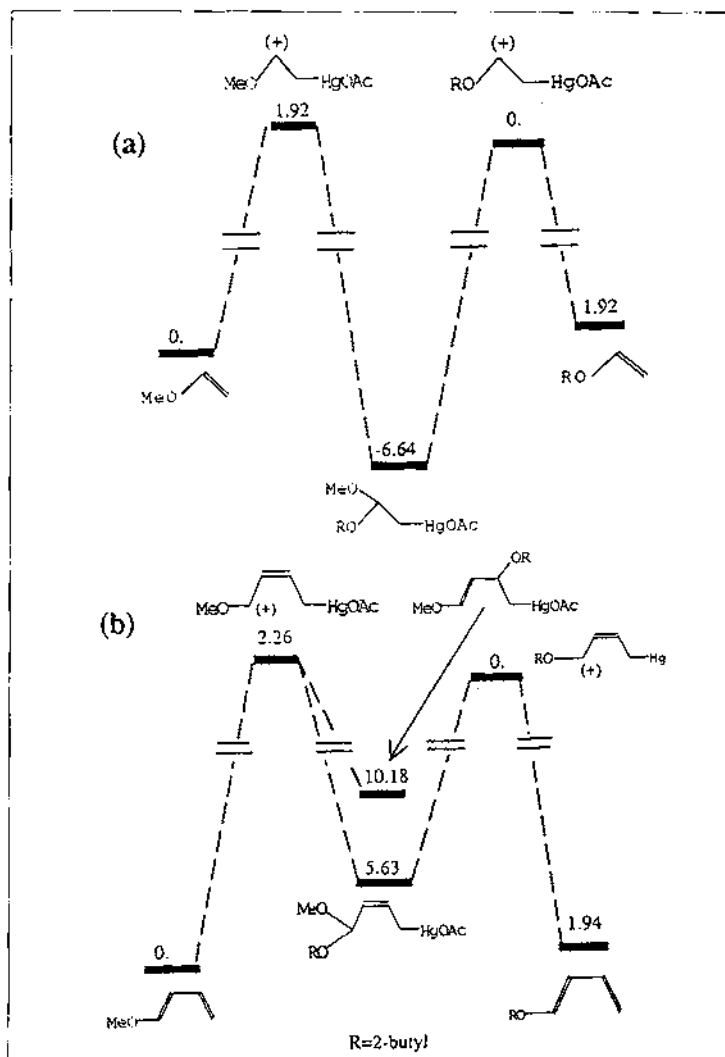 (+) (+)
MeO HgOAc RO HgOAc
1.92 0.
(a)
0. 1.92
MeO RO
-6.64
MeO
RO HgOAc
OR
MeO (+) HgOAc MeO HgOAc
(b)
2.26 0. RO (+) Hg
10.18
5.63
MeO HgOAc
RO
0. 1.94
MeO RO
R=2-butyl